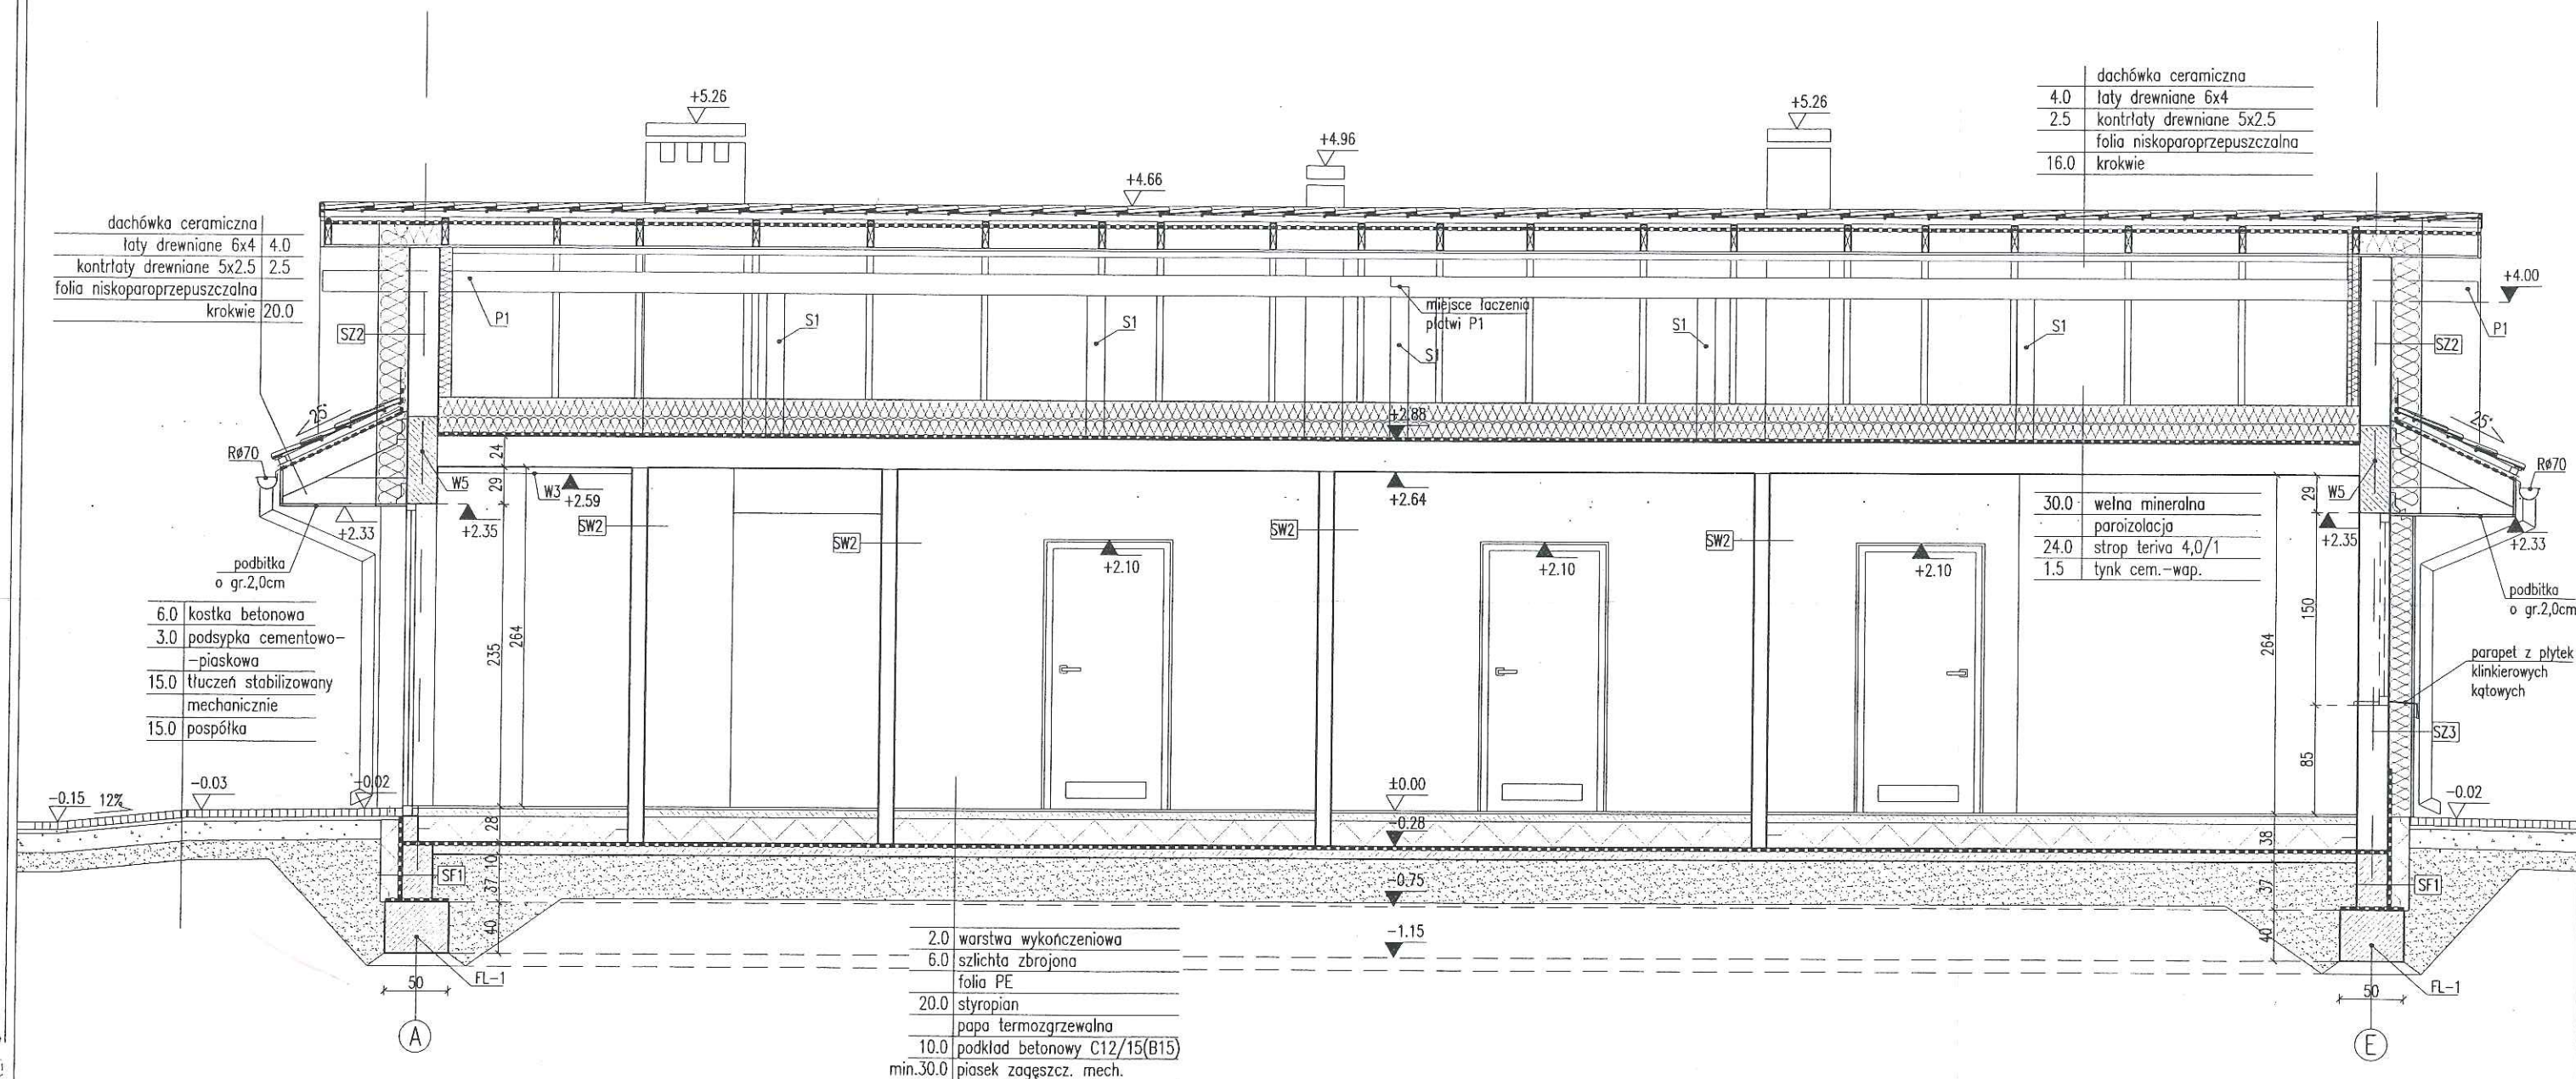 +5.26
+5.26
+4.96
+4.66
dachówka ceramiczna
4.0 łaty drewniane 6x4
2.5 kontrłaty drewniane 5x2.5
folia niskoparoprzepuszczalna
16.0 krokwie
dachówka ceramiczna
łaty drewniane 6x4 4.0
kontrłaty drewniane 5x2.5 2.5
folia niskoparoprzepuszczalna
krokwie 20.0
+4.00
P1
P1
SZ2
SZ2
S1
S1
S1
S1
S1
miejsce łaczenia
płatwi P1
25°
25°
+2.88
Rø70
Rø70
24
29
W5
W3
+2.59
+2.35
+2.33
SW2
SW2
SW2
SW2
+2.64
+2.10
+2.10
+2.10
30.0 wełna mineralna
paroizolacja
24.0 strop teriva 4,0/1
1.5 tynk cem.-wap.
29
W5
+2.35
+2.33
podbitka
o gr.2,0cm
podbitka
o gr.2,0cm
6.0 kostka betonowa
3.0 podsypka cementowo-
-piaskowa
15.0 tłuczeń stabilizowany
mechanicznie
15.0 pospółka
235
264
264
150
85
parapet z płytek
klinkierowych
kątowych
SZ3
-0.15
12%
-0.03
-0.02
±0.00
-0.28
-0.02
28
10
37
40
38
37
40
SF1
SF1
-0.75
-1.15
FL-1
FL-1
50
50
2.0 warstwa wykończeniowa
6.0 szlichta zbrojona
folia PE
20.0 styropian
papa termozgrzewalna
10.0 podkład betonowy C12/15(B15)
min.30.0 piasek zagęszcz. mech.
A
E